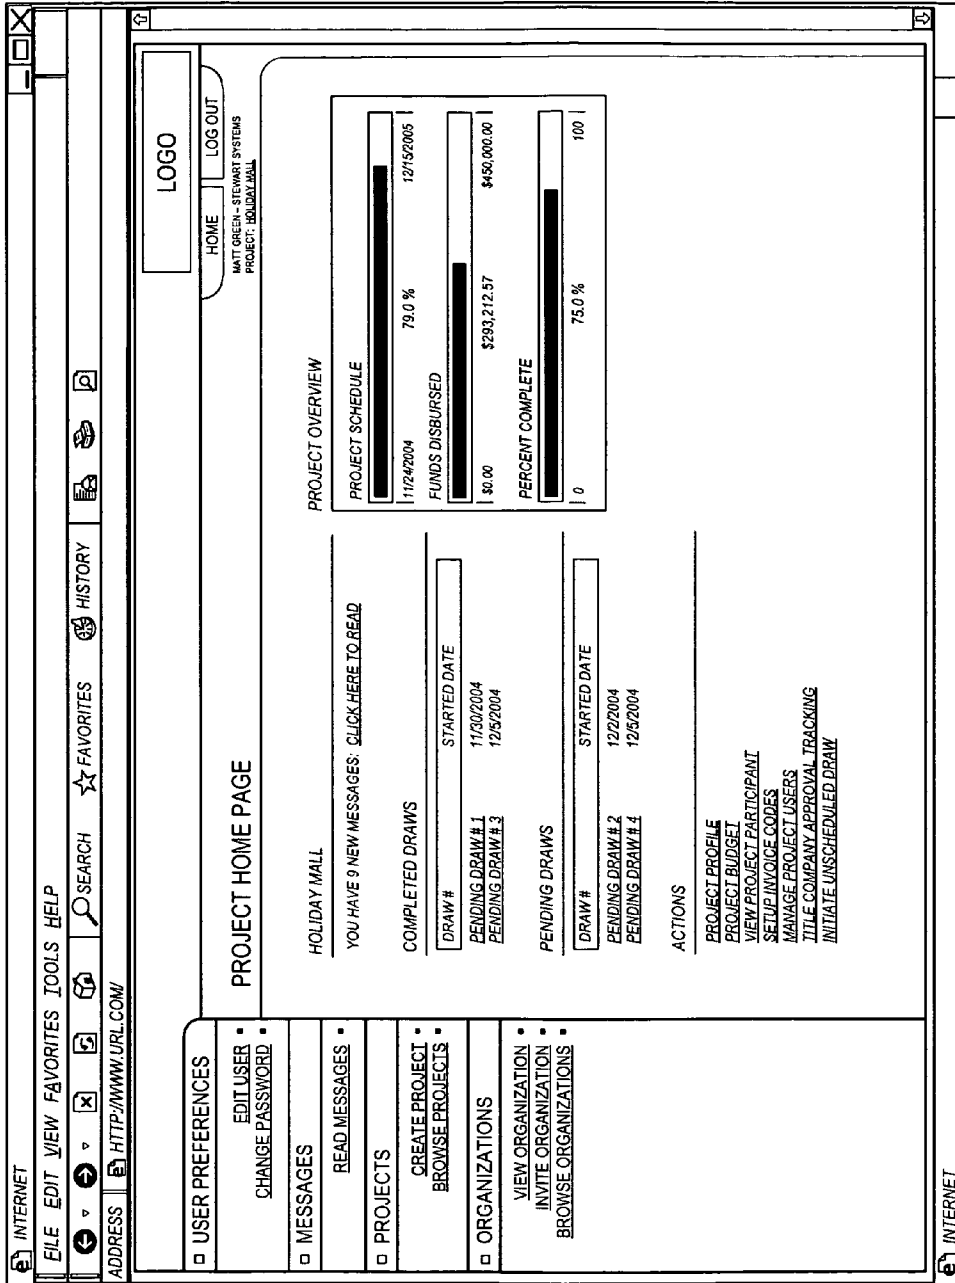 INTERNET
FILE EDIT VIEW FAVORITES TOOLS HELP
SEARCH FAVORITES HISTORY
ADDRESS HTTP://WWW.URL.COM/
LOGO
HOME LOG OUT
MATT GREEN – STEWART SYSTEMS
PROJECT: HOLIDAY MALL
USER PREFERENCES
EDIT USER
CHANGE PASSWORD
MESSAGES
READ MESSAGES
PROJECTS
CREATE PROJECT
BROWSE PROJECTS
ORGANIZATIONS
VIEW ORGANIZATION
INVITE ORGANIZATION
BROWSE ORGANIZATIONS
PROJECT HOME PAGE
HOLIDAY MALL
YOU HAVE 9 NEW MESSAGES: CLICK HERE TO READ
COMPLETED DRAWS
DRAW # STARTED DATE
PENDING DRAW # 1 11/30/2004
PENDING DRAW # 3 12/5/2004
PENDING DRAWS
DRAW # STARTED DATE
PENDING DRAW # 2 12/2/2004
PENDING DRAW # 4 12/5/2004
ACTIONS
PROJECT PROFILE
PROJECT BUDGET
VIEW PROJECT PARTICIPANT
SETUP INVOICE CODES
MANAGE PROJECT USERS
TITLE COMPANY APPROVAL TRACKING
INITIATE UNSCHEDULED DRAW
PROJECT OVERVIEW
PROJECT SCHEDULE
11/24/2004 79.0 % 12/15/2005
FUNDS DISBURSED
$0.00 $293,212.57 $450,000.00
PERCENT COMPLETE
0 75.0 % 100
INTERNET